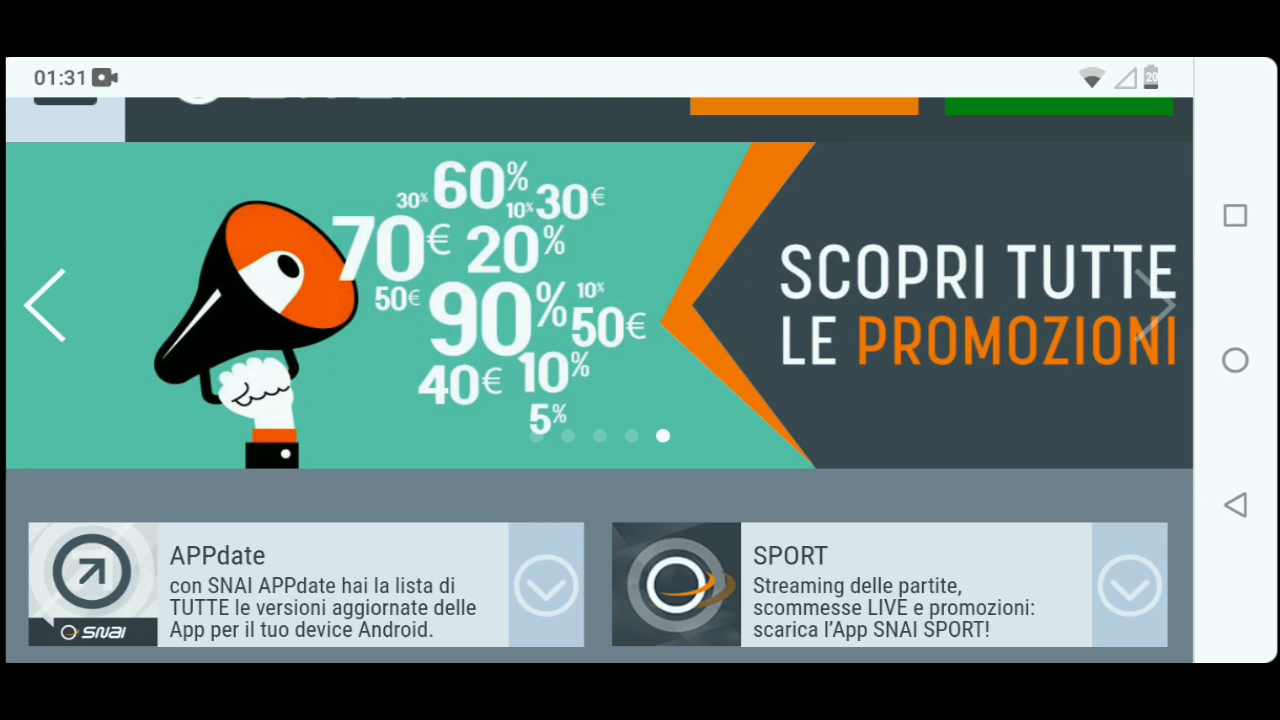 01:31
20
60%
30% 10% 30€
70€ 20%
50€ 90% 10%
50€
40€ 10%
5%
SCOPRI TUTTE
LE PROMOZIONI
APPdate
con SNAI APPdate hai la lista di
TUTTE le versioni aggiornate delle
App per il tuo device Android.
SNAI
SPORT
Streaming delle partite,
scommesse LIVE e promozioni:
scarica l'App SNAI SPORT!